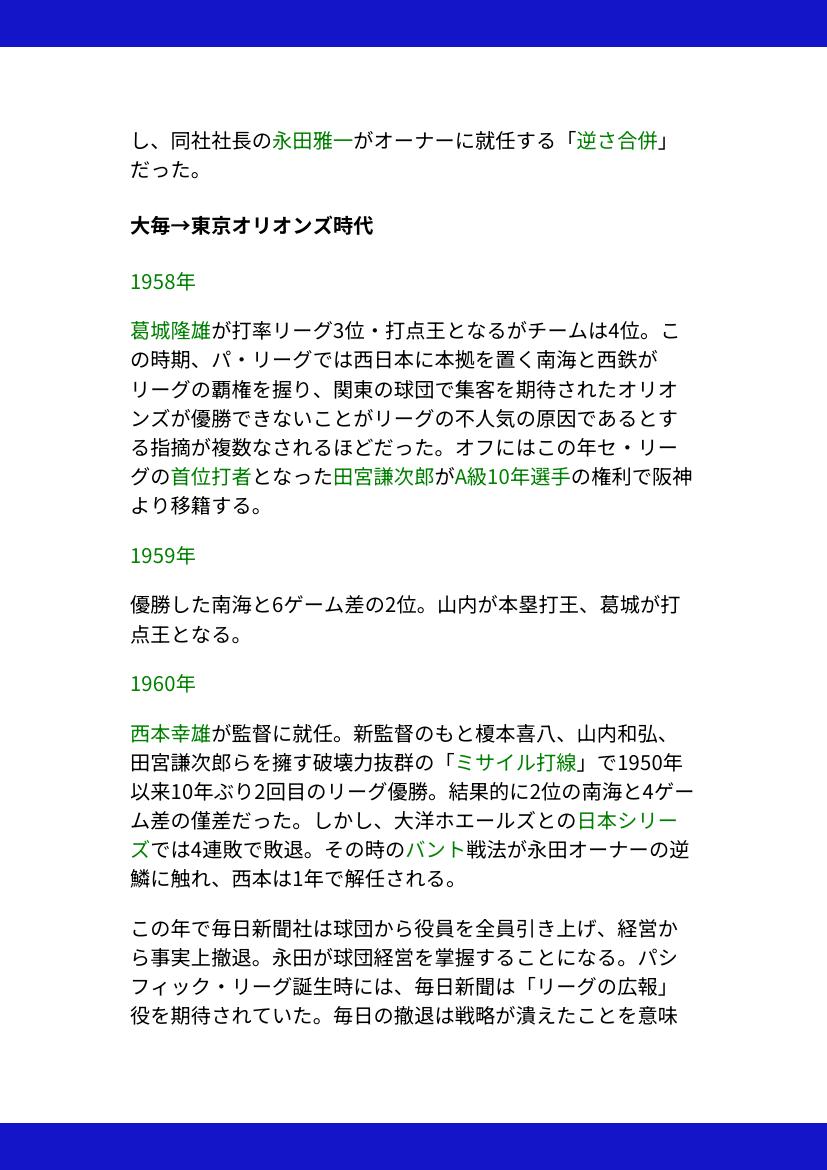 し、同社社長の永田雅一がオーナーに就任する「逆さ合併」
だった。
大毎→東京オリオンズ時代
1958年
葛城隆雄が打率リーグ3位・打点王となるがチームは4位。こ
の時期、パ・リーグでは西日本に本拠を置く南海と西鉄が
リーグの覇権を握り、関東の球団で集客を期待されたオリオ
ンズが優勝できないことがリーグの不人気の原因であるとす
る指摘が複数なされるほどだった。オフにはこの年セ・リー
グの首位打者となった田宮謙次郎がA級10年選手の権利で阪神
より移籍する。
1959年
優勝した南海と6ゲーム差の2位。山内が本塁打王、葛城が打
点王となる。
1960年
西本幸雄が監督に就任。新監督のもと榎本喜八、山内和弘、
田宮謙次郎らを擁す破壊力抜群の「ミサイル打線」で1950年
以来10年ぶり2回目のリーグ優勝。結果的に2位の南海と4ゲー
ム差の僅差だった。しかし、大洋ホエールズとの日本シリー
ズでは4連敗で敗退。その時のバント戦法が永田オーナーの逆
鱗に触れ、西本は1年で解任される。
この年で毎日新聞社は球団から役員を全員引き上げ、経営か
ら事実上撤退。永田が球団経営を掌握することになる。パシ
フィック・リーグ誕生時には、毎日新聞は「リーグの広報」
役を期待されていた。毎日の撤退は戦略が潰えたことを意味